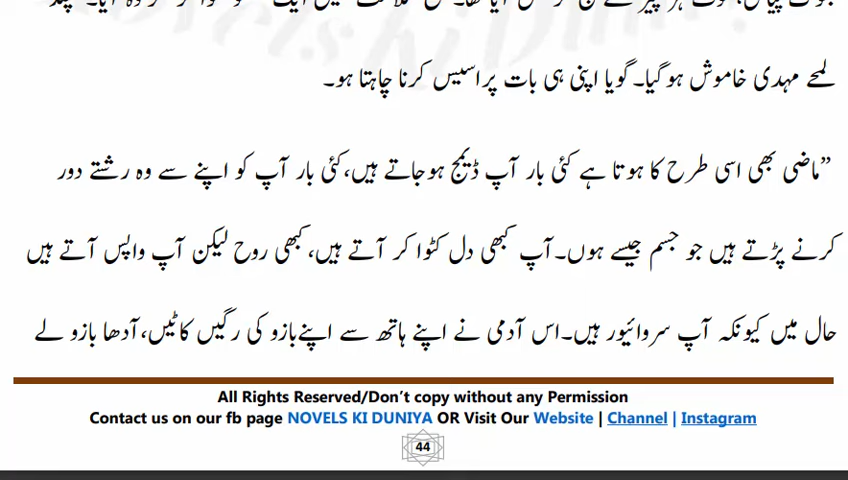 لمحے مہدی خاموش ہوگیا۔ گویا اپنی ہی بات پراسیس کرنا چاہتا ہو۔
”ماضی بھی اسی طرح کا ہوتا ہے کئی بار آپ ڈیمج ہوجاتے ہیں،کئی بار آپ کو اپنے سے وہ رشتے دور
کرنے پڑتے ہیں جو جسم جیسے ہوں۔ آپ کبھی دل کٹوا کر آتے ہیں، کبھی روح لیکن آپ واپس آتے ہیں
حال میں کیونکہ آپ سروائیور ہیں۔ اس آدمی نے اپنے ہاتھ سے اپنے بازو کی رگیں کاٹیں،آدھا بازو لے
All Rights Reserved/Don’t copy without any Permission
Contact us on our fb page NOVELS KI DUNIYA OR Visit Our Website | Channel | Instagram
44